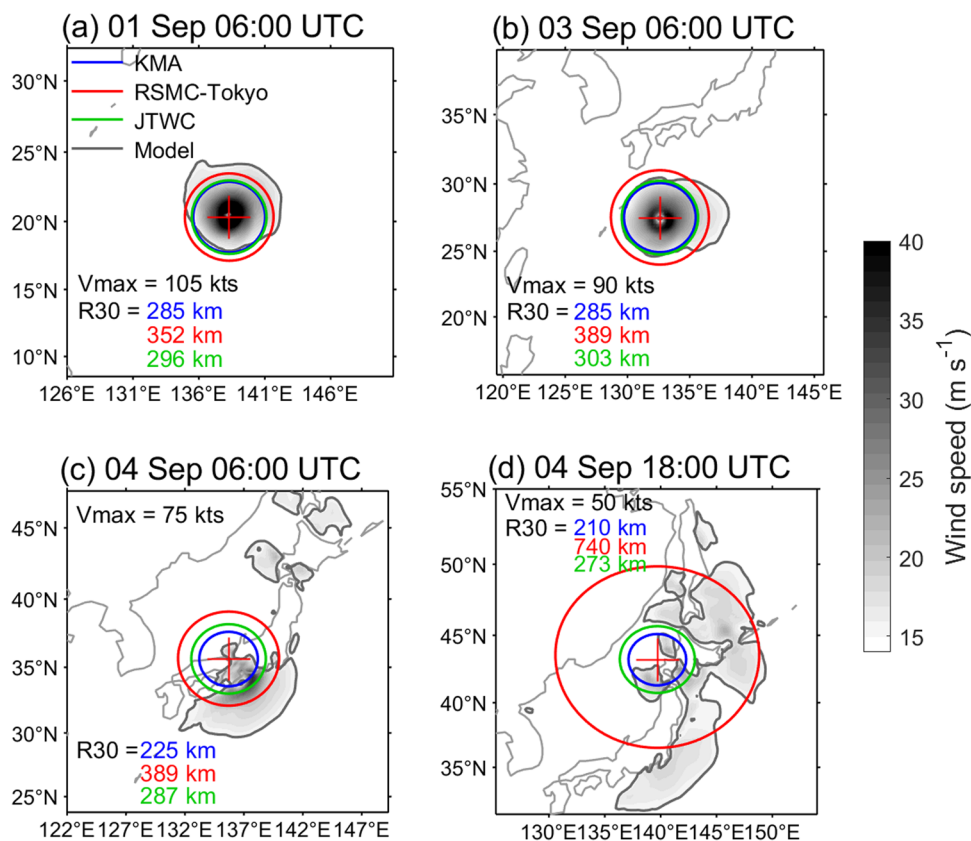 (a) 01 Sep 06:00 UTC
KMA
RSMC-Tokyo
JTWC
Model
30°N
25°N
20°N
15°N
10°N
Vmax = 105 kts
R30 = 285 km
352 km
296 km
126°E 131°E 136°E 141°E 146°E
(b) 03 Sep 06:00 UTC
35°N
30°N
25°N
20°N
Vmax = 90 kts
R30 = 285 km
389 km
303 km
120°E 125°E 130°E 135°E 140°E 145°E
(c) 04 Sep 06:00 UTC
Vmax = 75 kts
45°N
40°N
35°N
30°N
25°N
R30 = 225 km
389 km
287 km
122°E 127°E 132°E 137°E 142°E 147°E
(d) 04 Sep 18:00 UTC
Vmax = 50 kts
R30 = 210 km
740 km
273 km
55°N
50°N
45°N
40°N
35°N
130°E 135°E 140°E 145°E 150°E
40
35
30
25
20
15
Wind speed (m s⁻¹)